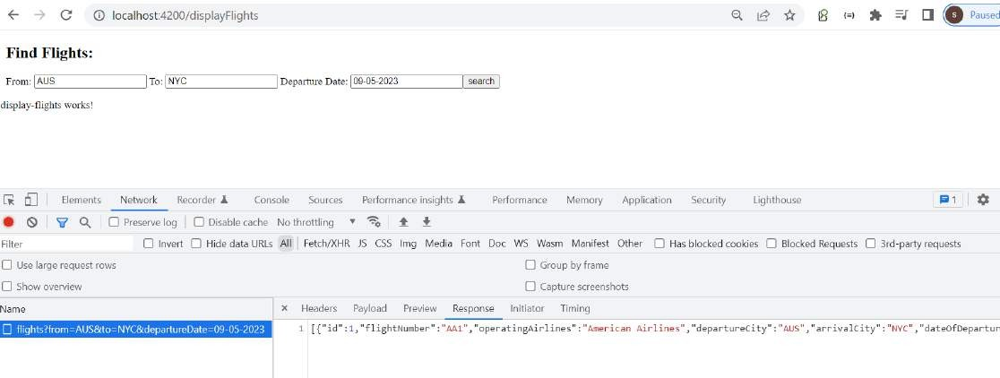 localhost:4200/displayFlights
S Paused
Find Flights:
From: AUS To: NYC Departure Date: 09-05-2023 search
display-flights works!
Elements Network Recorder Console Sources Performance insights Performance Memory Application Security Lighthouse 1
Preserve log Disable cache No throttling
Filter Invert Hide data URLs All Fetch/XHR JS CSS Img Media Font Doc WS Wasm Manifest Other Has blocked cookies Blocked Requests 3rd-party requests
Use large request rows Group by frame
Show overview Capture screenshots
Name × Headers Payload Preview Response Initiator Timing
flights?from=AUS&to=NYC&departureDate=09-05-2023 1 [{"id":1,"flightNumber":"AA1","operatingAirlines":"American Airlines","departureCity":"AUS","arrivalCity":"NYC","dateOfDepartur